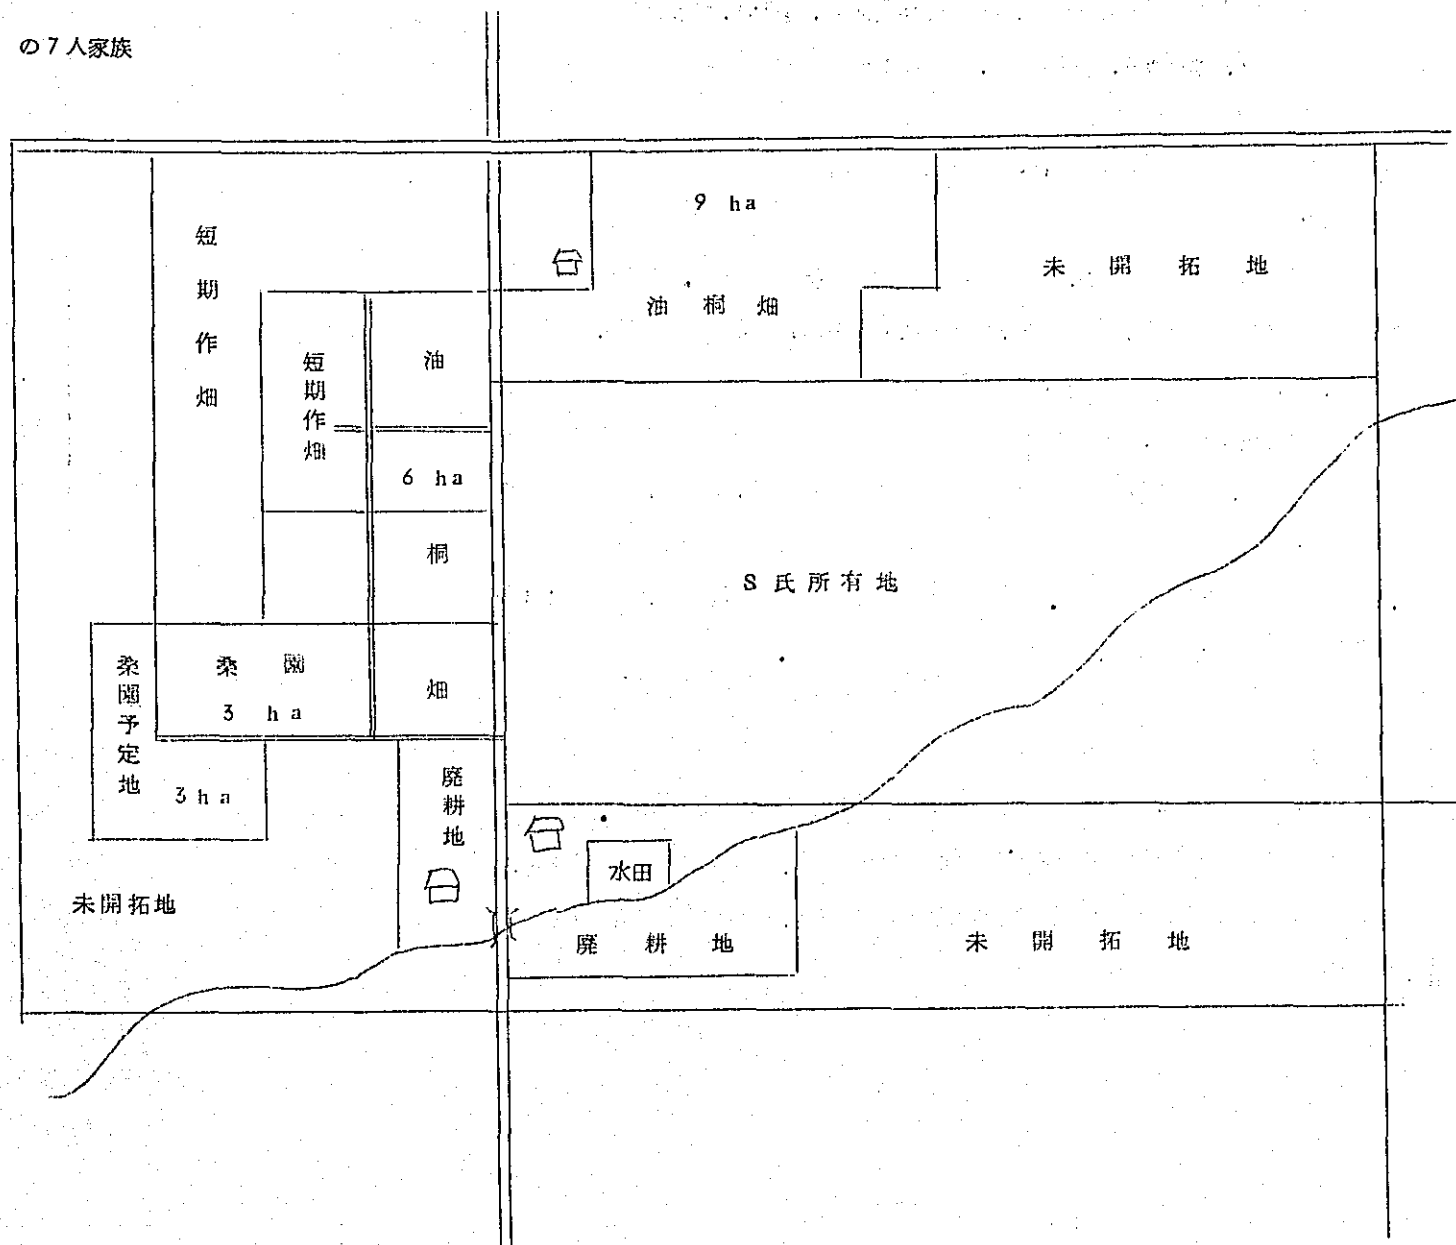 の7人家族
短期作畑
短期作畑
油
6 ha
桐
畑
桑園
3 ha
桑園予定地
3 ha
廃耕地
未開拓地
9 ha
油桐畑
未開拓地
S氏所有地
水田
廃耕地
未開拓地